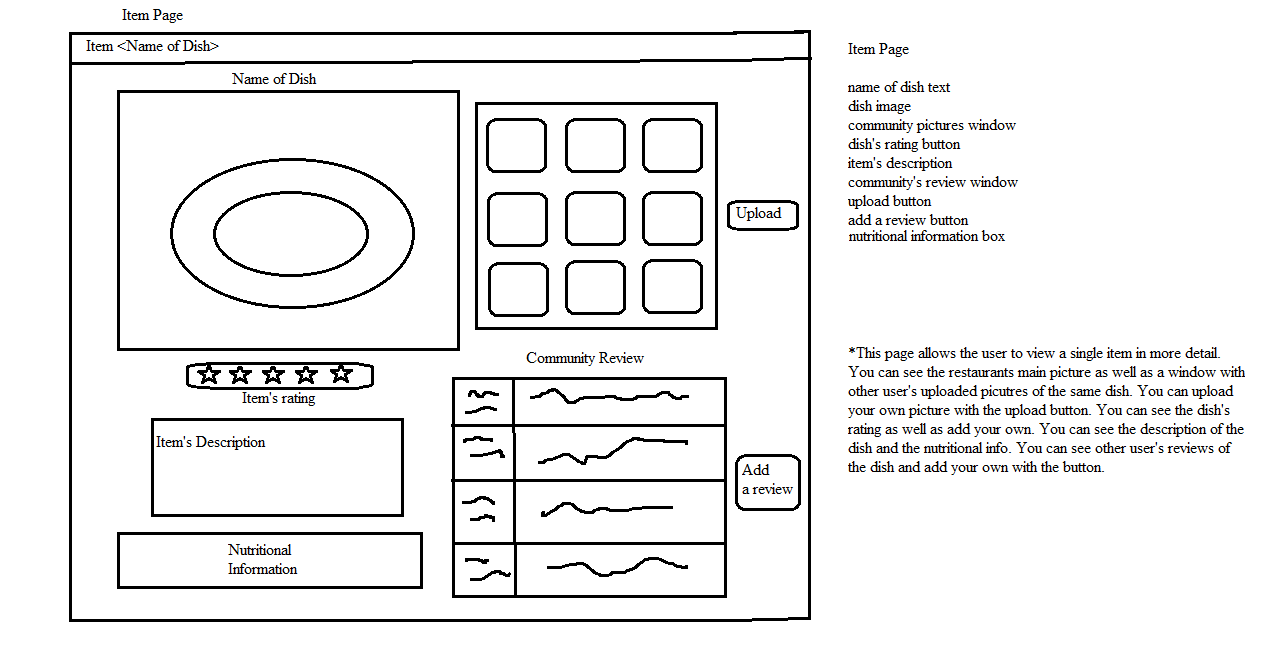 Item Page
Item <Name of Dish>
Name of Dish
Upload
Item's rating
Item's Description
Nutritional
Information
Community Review
Add
a review
Item Page
name of dish text
dish image
community pictures window
dish's rating button
item's description
community's review window
upload button
add a review button
nutritional information box
*This page allows the user to view a single item in more detail.
You can see the restaurants main picture as well as a window with
other user's uploaded picutres of the same dish. You can upload
your own picture with the upload button. You can see the dish's
rating as well as add your own. You can see the description of the
dish and the nutritional info. You can see other user's reviews of
the dish and add your own with the button.